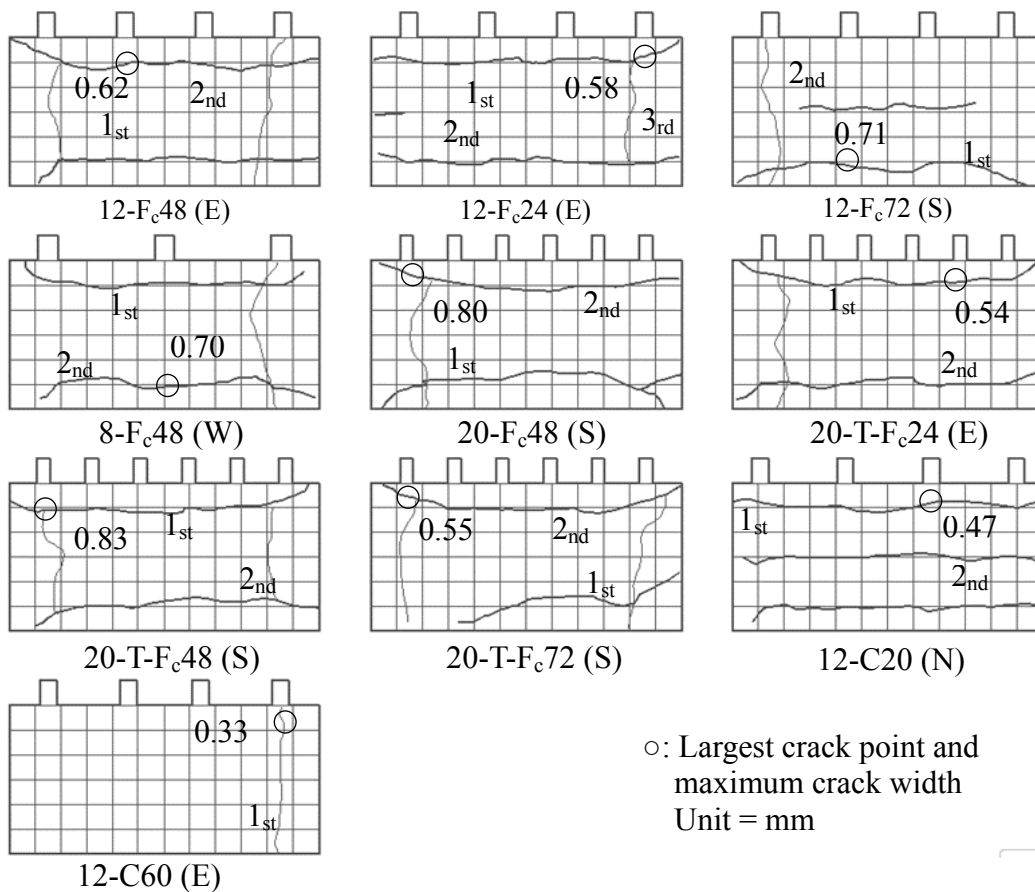 0.62
2nd
1st
12-Fc48 (E)
1st
0.58
2nd
3rd
12-Fc24 (E)
2nd
0.71
1st
12-Fc72 (S)
1st
0.70
2nd
8-Fc48 (W)
0.80
2nd
1st
20-Fc48 (S)
1st
0.54
2nd
20-T-Fc24 (E)
1st
0.83
2nd
20-T-Fc48 (S)
0.55
2nd
1st
20-T-Fc72 (S)
1st
0.47
2nd
12-C20 (N)
0.33
1st
12-C60 (E)
○: Largest crack point and
maximum crack width
Unit = mm